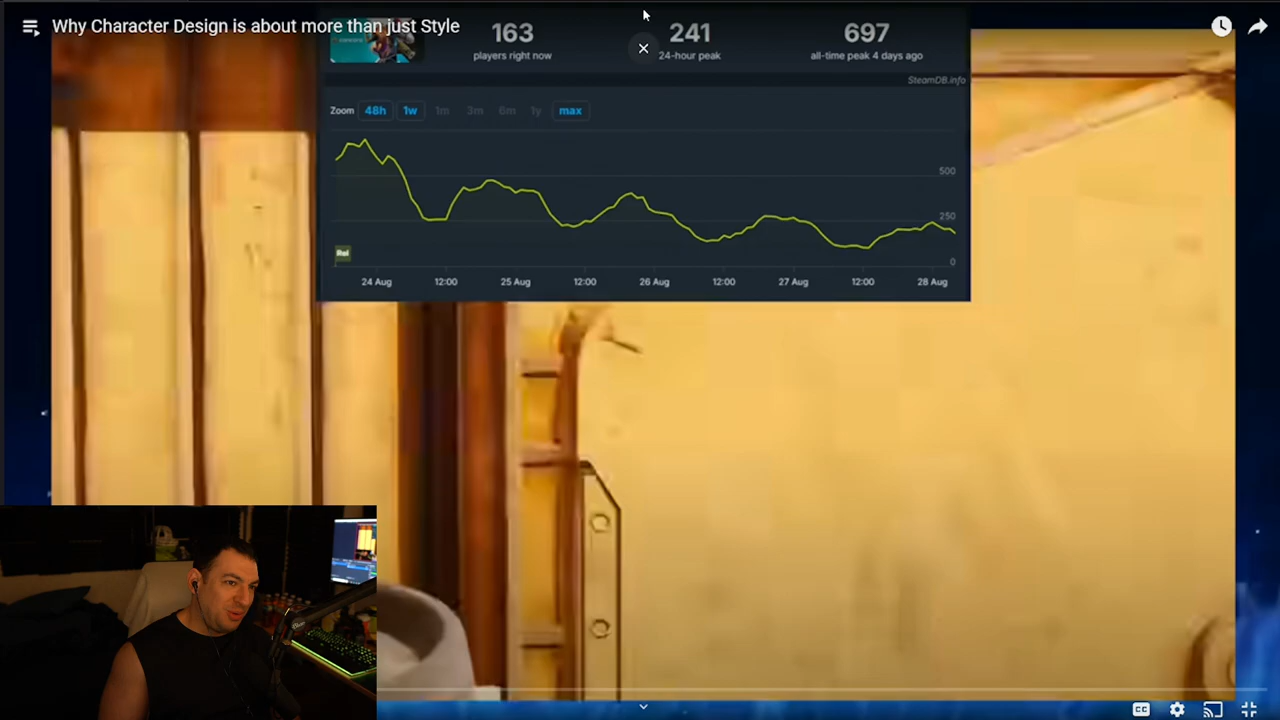 Why Character Design is about more than just Style
163 241 697
players right now 24-hour peak all-time peak 4 days ago
SteamDB.info
Zoom 48h 1w 1m 3m 6m 1y max
500
250
0
Rel
24 Aug 12:00 25 Aug 12:00 26 Aug 12:00 27 Aug 12:00 28 Aug
CC